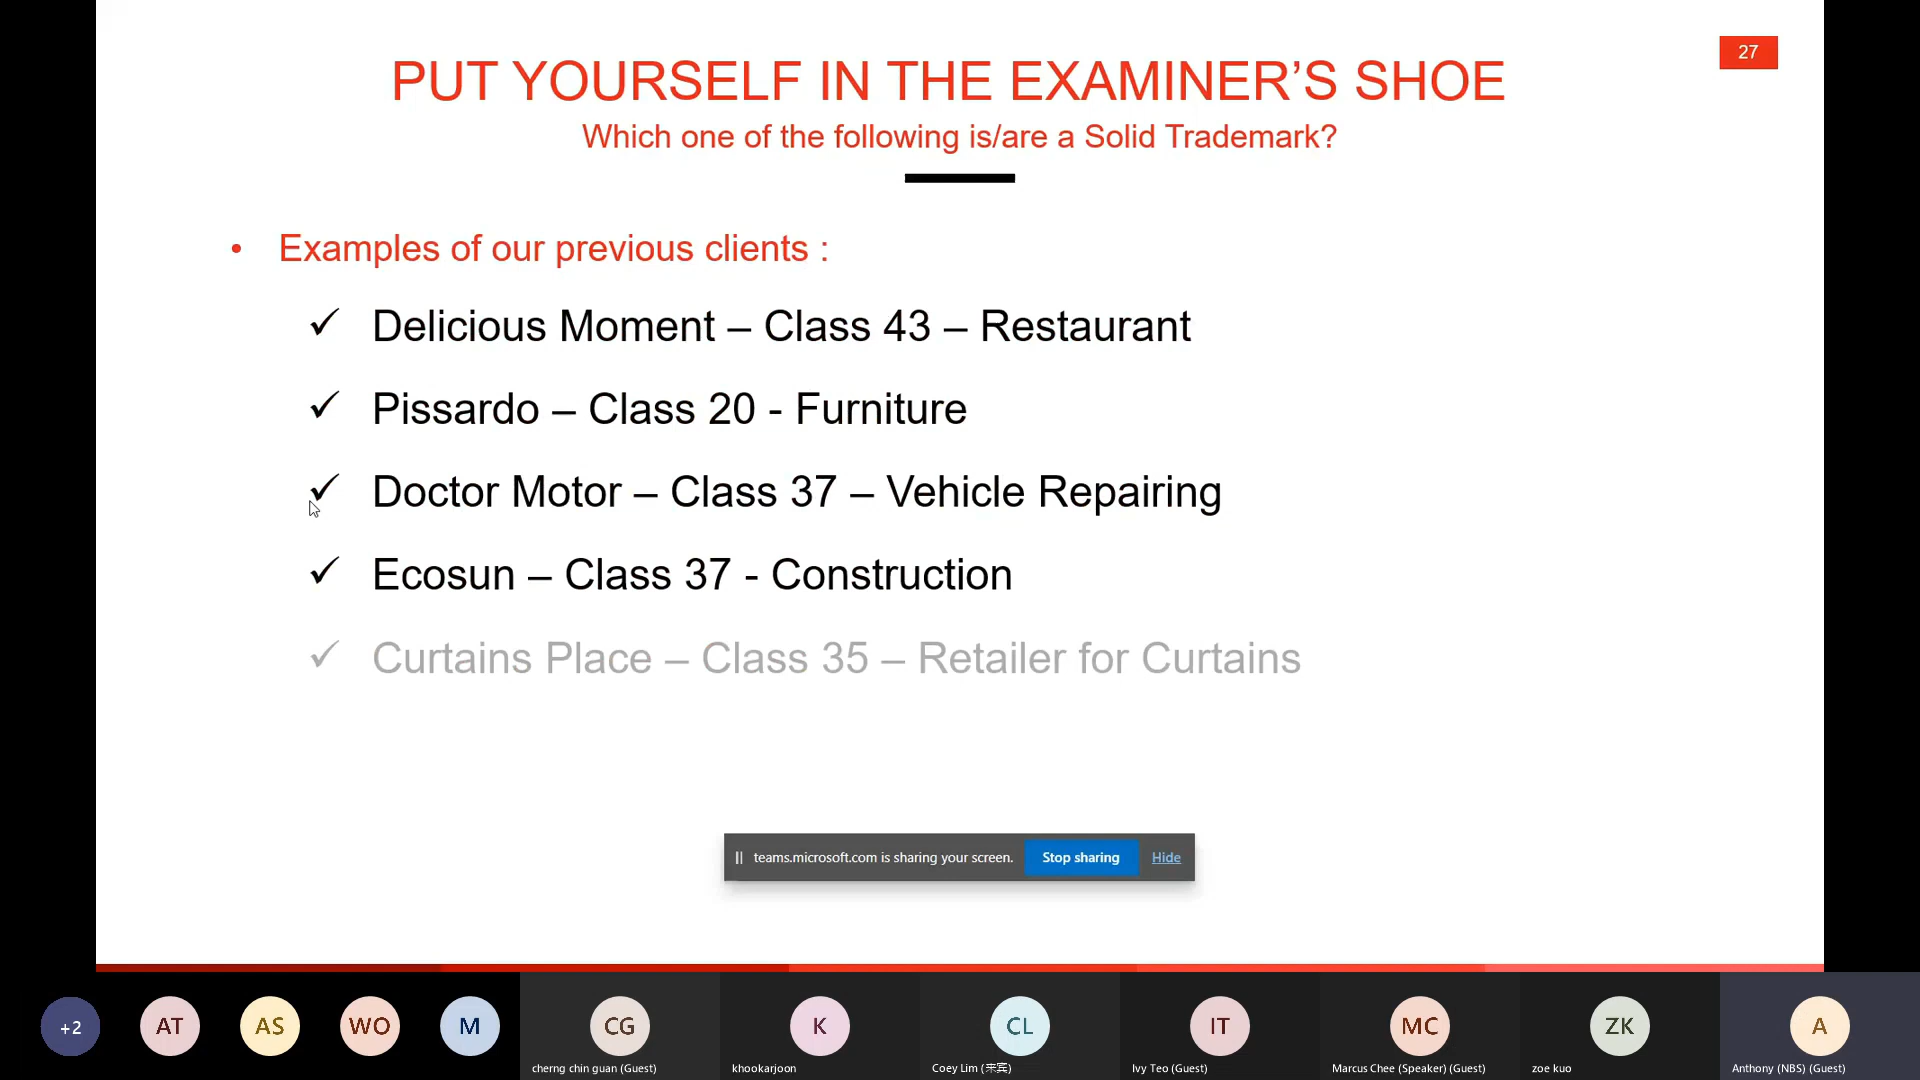 27
PUT YOURSELF IN THE EXAMINER’S SHOE
Which one of the following is/are a Solid Trademark?
• Examples of our previous clients :
✓ Delicious Moment – Class 43 – Restaurant
✓ Pissardo – Class 20 - Furniture
✓ Doctor Motor – Class 37 – Vehicle Repairing
✓ Ecosun – Class 37 - Construction
✓ Curtains Place – Class 35 – Retailer for Curtains
teams.microsoft.com is sharing your screen. Stop sharing Hide
+2 AT AS WO M CG K CL IT MC ZK A
cherng chin guan (Guest) khookarjoon Coey Lim (来宾) Ivy Teo (Guest) Marcus Chee (Speaker) (Guest) zoe kuo Anthony (NBS) (Guest)